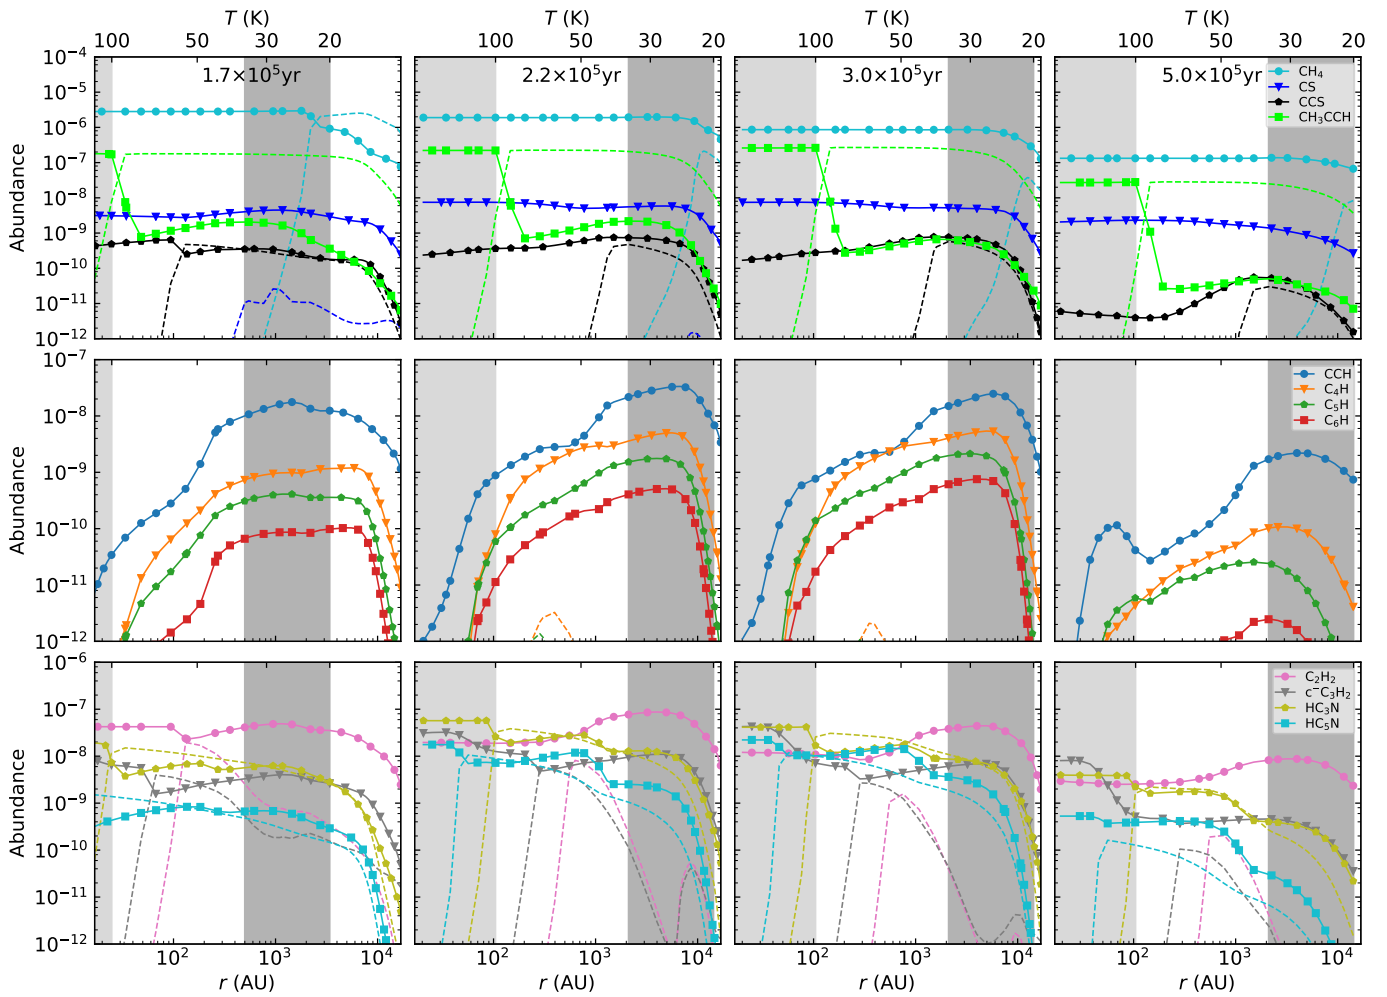 T (K) T (K) T (K) T (K)
100 50 30 20 100 50 30 20 100 50 30 20 100 50 30 20
1.7×10⁵yr 2.2×10⁵yr 3.0×10⁵yr 5.0×10⁵yr
CH₄
CS
CCS
CH₃CCH
Abundance
10⁻⁴
10⁻⁵
10⁻⁶
10⁻⁷
10⁻⁸
10⁻⁹
10⁻¹⁰
10⁻¹¹
10⁻¹²
CCH
C₄H
C₅H
C₆H
Abundance
10⁻⁷
10⁻⁸
10⁻⁹
10⁻¹⁰
10⁻¹¹
10⁻¹²
C₂H₂
c⁻C₃H₂
HC₃N
HC₅N
Abundance
10⁻⁶
10⁻⁷
10⁻⁸
10⁻⁹
10⁻¹⁰
10⁻¹¹
10⁻¹²
10² 10³ 10⁴ 10² 10³ 10⁴ 10² 10³ 10⁴ 10² 10³ 10⁴
r (AU) r (AU) r (AU) r (AU)